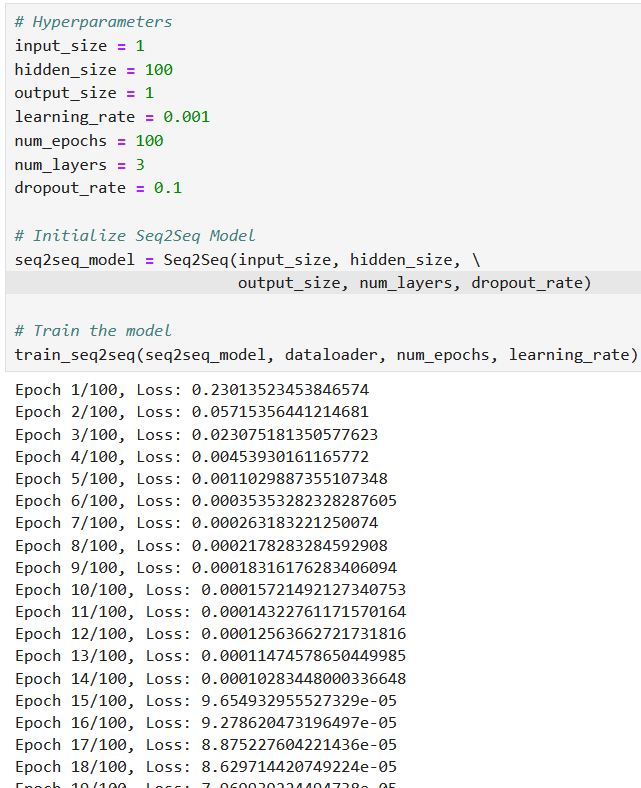 # Hyperparameters
input_size = 1
hidden_size = 100
output_size = 1
learning_rate = 0.001
num_epochs = 100
num_layers = 3
dropout_rate = 0.1
# Initialize Seq2Seq Model
seq2seq_model = Seq2Seq(input_size, hidden_size, \
output_size, num_layers, dropout_rate)
# Train the model
train_seq2seq(seq2seq_model, dataloader, num_epochs, learning_rate)
Epoch 1/100, Loss: 0.23013523453846574
Epoch 2/100, Loss: 0.05715356441214681
Epoch 3/100, Loss: 0.023075181350577623
Epoch 4/100, Loss: 0.00453930161165772
Epoch 5/100, Loss: 0.0011029887355107348
Epoch 6/100, Loss: 0.00035353282328287605
Epoch 7/100, Loss: 0.000263183221250074
Epoch 8/100, Loss: 0.0002178283284592908
Epoch 9/100, Loss: 0.00018316176283406094
Epoch 10/100, Loss: 0.00015721492127340753
Epoch 11/100, Loss: 0.00014322761171570164
Epoch 12/100, Loss: 0.00012563662721731816
Epoch 13/100, Loss: 0.00011474578650449985
Epoch 14/100, Loss: 0.00010283448000336648
Epoch 15/100, Loss: 9.654932955527329e-05
Epoch 16/100, Loss: 9.278620473196497e-05
Epoch 17/100, Loss: 8.875227604221436e-05
Epoch 18/100, Loss: 8.629714420749224e-05
Epoch 19/100, Loss: